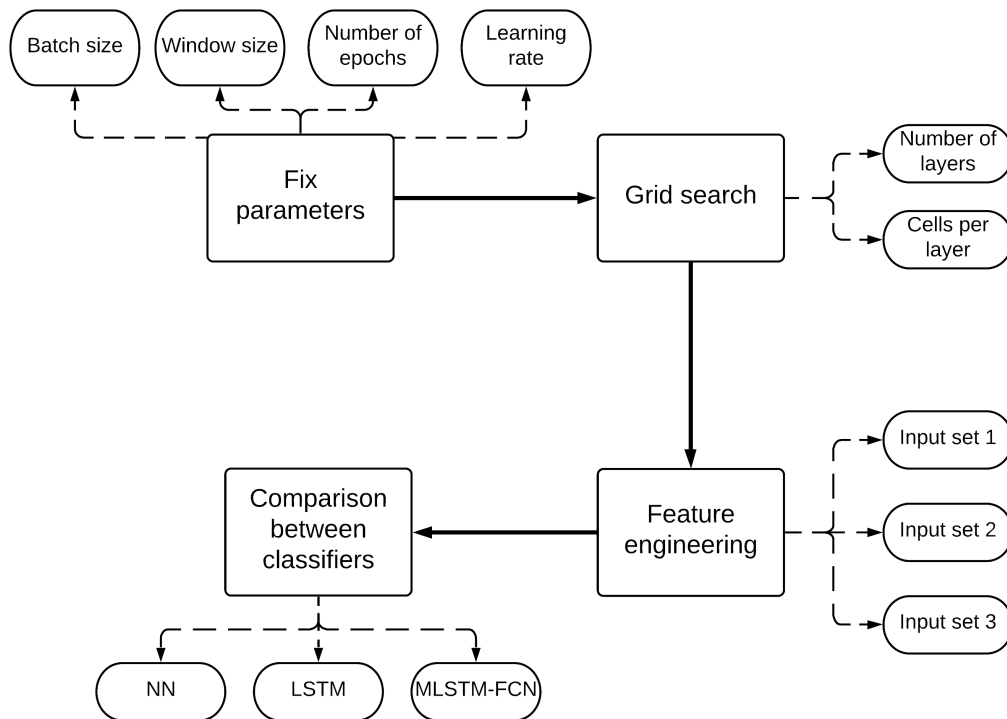 Batch size
Window size
Number of
epochs
Learning
rate
Fix
parameters
Grid search
Number of
layers
Cells per
layer
Input set 1
Input set 2
Input set 3
Feature
engineering
Comparison
between
classifiers
NN
LSTM
MLSTM-FCN